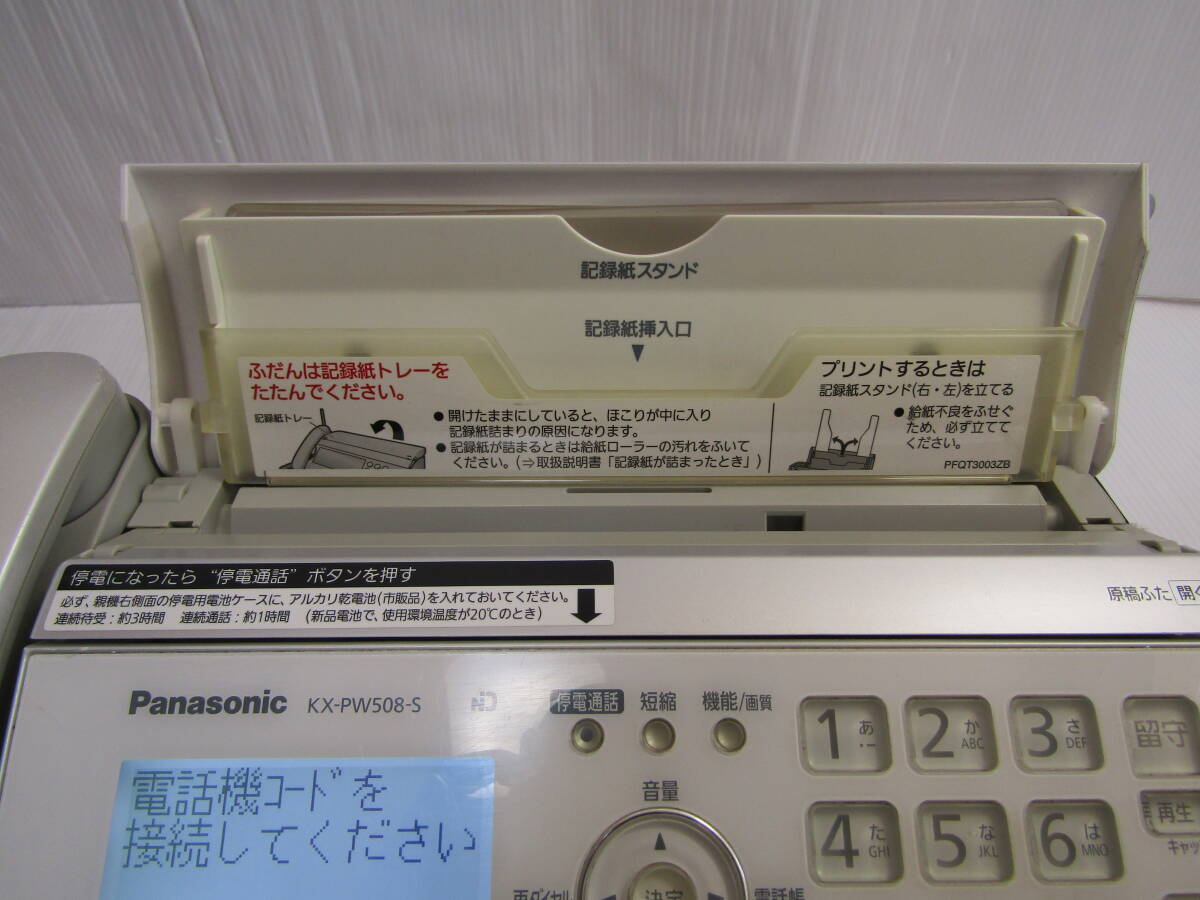 記録紙スタンド
記録紙挿入口
ふだんは記録紙トレーを
たたんでください。
記録紙トレー
● 開けたままにしていると、ほこりが中に入り
記録紙詰まりの原因になります。
● 記録紙が詰まるときは給紙ローラーの汚れをふいて
ください。(⇒取扱説明書「記録紙が詰まったとき」)
プリントするときは
記録紙スタンド(右・左)を立てる
● 給紙不良をふせぐ
ため、必ず立てて
ください。
PFQT3003ZB
停電になったら “停電通話” ボタンを押す
必ず、親機右側面の停電用電池ケースに、アルカリ乾電池(市販品)を入れておいてください。
連続待受：約3時間 連続通話：約1時間 (新品電池で、使用環境温度が20℃のとき)
原稿ふた 開く
Panasonic KX-PW508-S
停電通話 短縮 機能/画質
1 あ 2 か ABC 3 さ DEF 留守
電話機コードを
接続してください
音量
4 た GHI 5 な JKL 6 は MNO 再生
キャッ
再ダイヤル 決定 電話帳